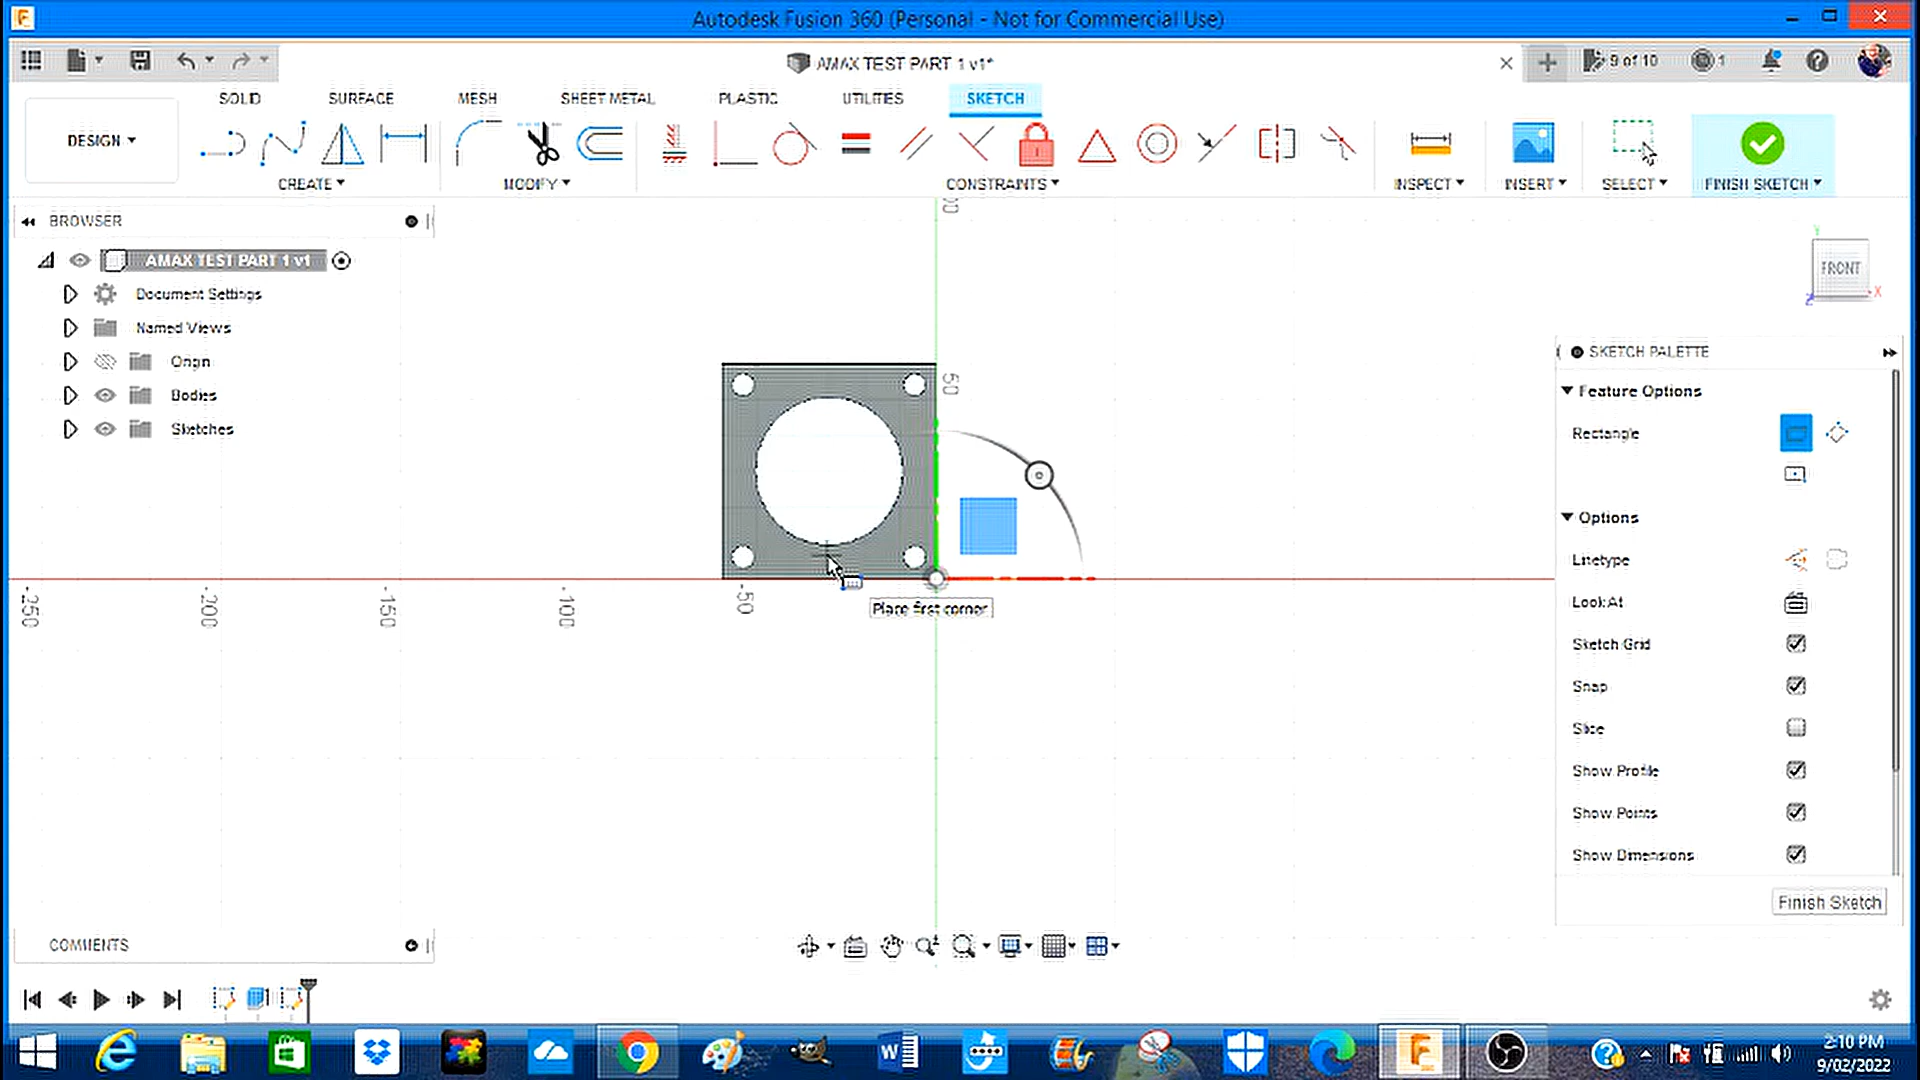 Autodesk Fusion 360 (Personal - Not for Commercial Use)
AMAX TEST PART 1 v1*
9 of 10
1
SOLID
SURFACE
MESH
SHEET METAL
PLASTIC
UTILITIES
SKETCH
DESIGN
CREATE
MODIFY
CONSTRAINTS
INSPECT
INSERT
SELECT
FINISH SKETCH
BROWSER
AMAX TEST PART 1 v1
Document Settings
Named Views
Origin
Bodies
Sketches
FRONT
Y
X
Z
50
-250
-200
-150
-100
-50
Place first corner
SKETCH PALETTE
Feature Options
Rectangle
Options
Linetype
Look At
Sketch Grid
Snap
Slice
Show Profile
Show Points
Show Dimensions
Finish Sketch
COMMENTS
2:10 PM
9/02/2022